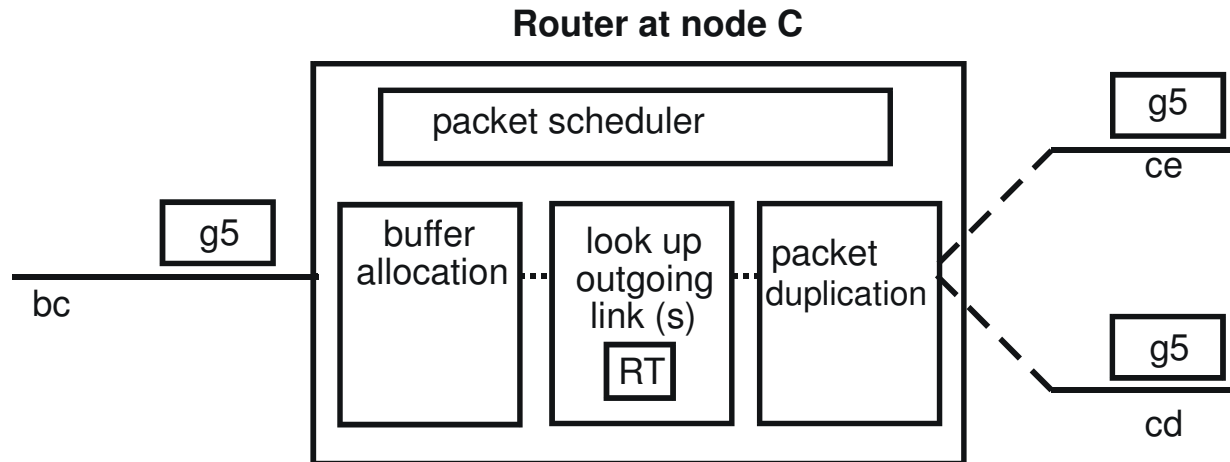 Router at node C
packet scheduler
g5
bc
buffer
allocation
look up
outgoing
link (s)
RT
packet
duplication
g5
ce
g5
cd